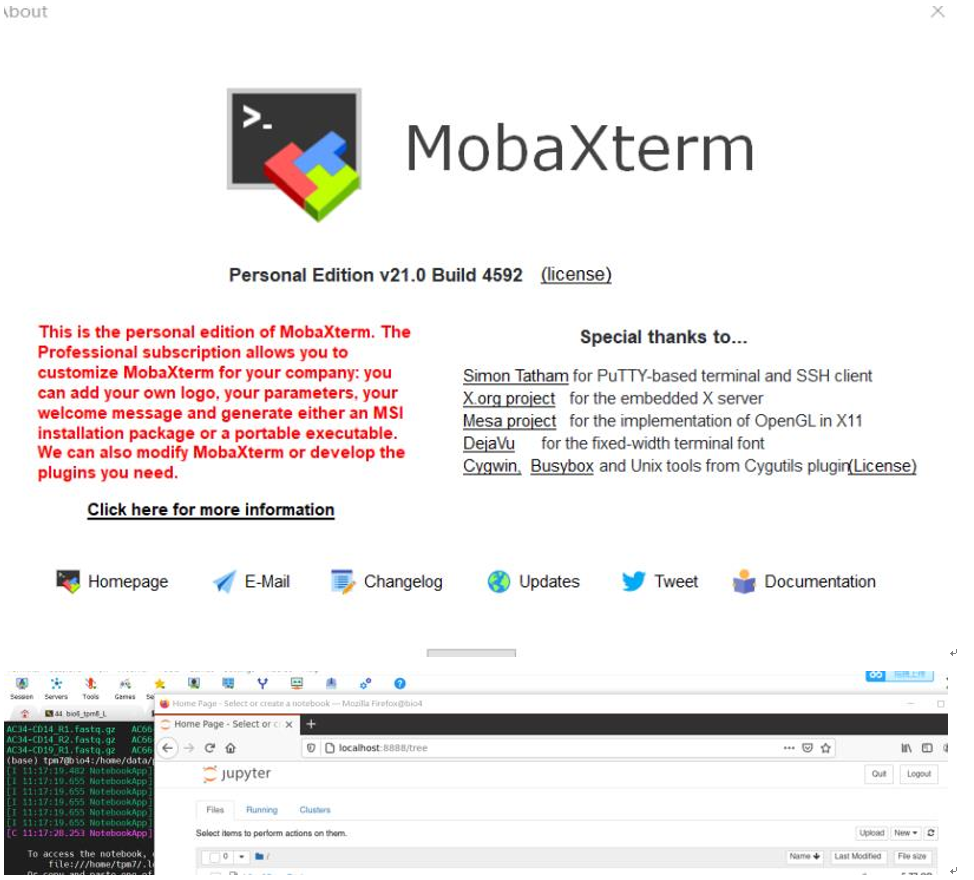 About
MobaXterm
Personal Edition v21.0 Build 4592 (license)
This is the personal edition of MobaXterm. The
Professional subscription allows you to
customize MobaXterm for your company: you
can add your own logo, your parameters, your
welcome message and generate either an MSI
installation package or a portable executable.
We can also modify MobaXterm or develop the
plugins you need.
Click here for more information
Special thanks to...
Simon Tatham for PuTTY-based terminal and SSH client
X.org project for the embedded X server
Mesa project for the implementation of OpenGL in X11
DejaVu for the fixed-width terminal font
Cygwin, Busybox and Unix tools from Cygutils plugin(License)
Homepage E-Mail Changelog Updates Tweet Documentation
Session Servers Tools Games Se
44. bio6_tpm8_L
AC34-CD14_R1.fastq.gz AC66
AC34-CD14_R2.fastq.gz AC66
AC34-CD19_R1.fastq.gz AC66
(base) tpm7@bio4:/home/data/
[I 11:17:19.482 NotebookApp]
[I 11:17:19.655 NotebookApp]
[I 11:17:19.655 NotebookApp]
[I 11:17:19.655 NotebookApp]
[I 11:17:19.655 NotebookApp]
[I 11:17:19.655 NotebookApp]
[C 11:17:20.253 NotebookApp]
To access the notebook,
file:///home/tpm7/.l
Or copy and paste one of
Home Page - Select or create a notebook — Mozilla Firefox@bio4
Home Page - Select or c
localhost:8888/tree
jupyter
Quit Logout
Files Running Clusters
Select items to perform actions on them.
Upload New
0 /
Name Last Modified File size